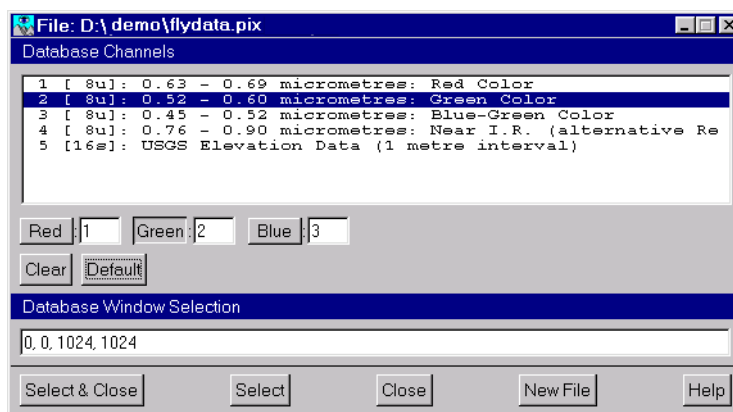 File: D:\ demo\flydata.pix
Database Channels
1 [ 8u]: 0.63 - 0.69 micrometres: Red Color
2 [ 8u]: 0.52 - 0.60 micrometres: Green Color
3 [ 8u]: 0.45 - 0.52 micrometres: Blue-Green Color
4 [ 8u]: 0.76 - 0.90 micrometres: Near I.R. (alternative Re
5 [16s]: USGS Elevation Data (1 metre interval)
Red : 1 Green : 2 Blue : 3
Clear Default
Database Window Selection
0, 0, 1024, 1024
Select & Close Select Close New File Help